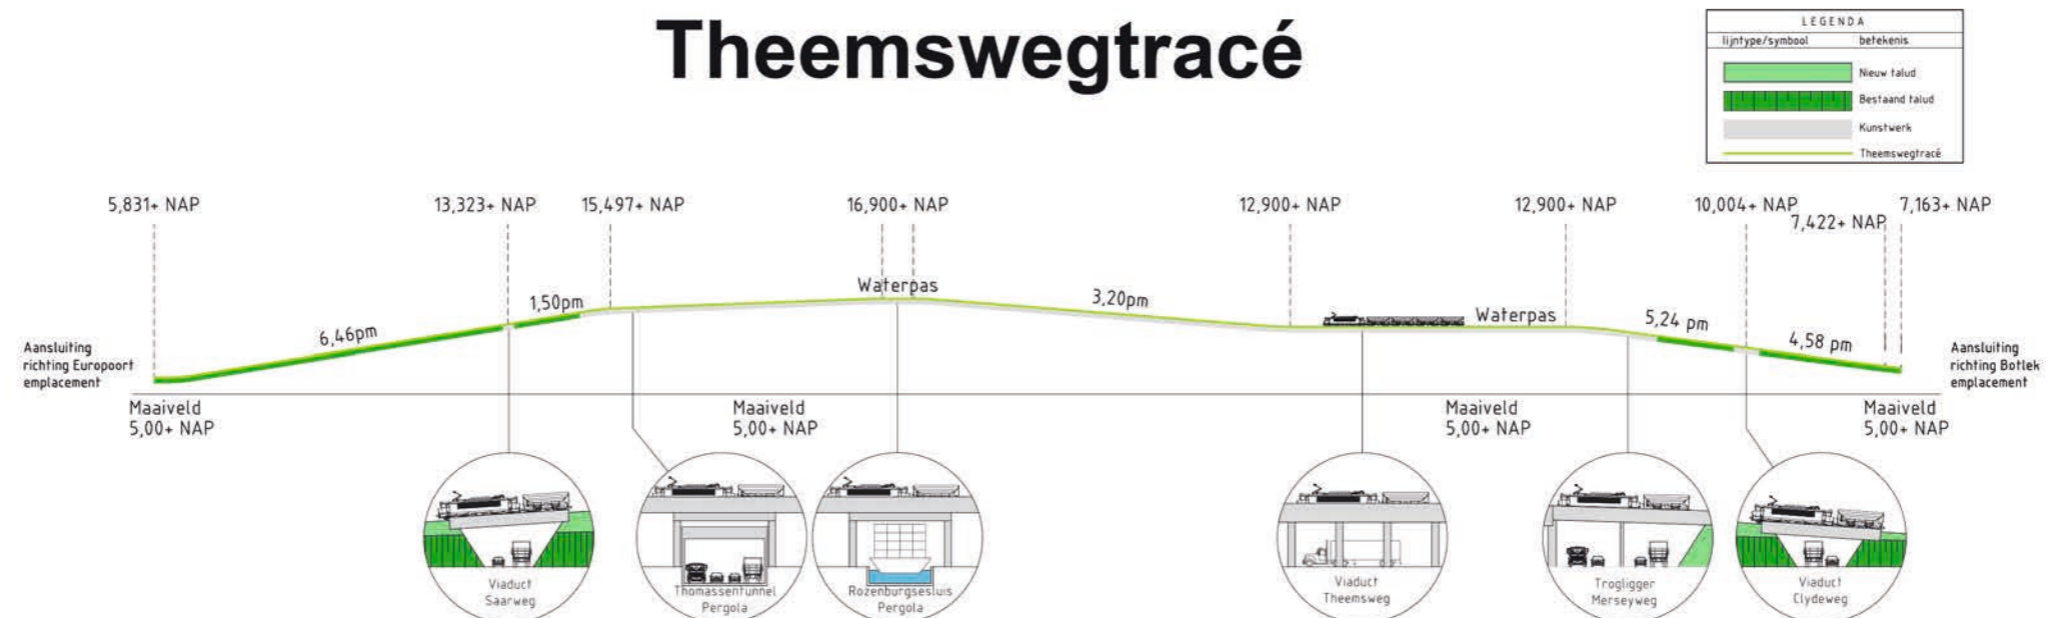 Theemswegtracé
LEGENDA
lijntype/symbool betekenis
Nieuw talud
Bestaand talud
Kunstwerk
Theemswegtracé
5,831+ NAP
13,323+ NAP
15,497+ NAP
16,900+ NAP
12,900+ NAP
12,900+ NAP
10,004+ NAP
7,422+ NAP
7,163+ NAP
6,46pm
1,50pm
Waterpas
3,20pm
Waterpas
5,24 pm
4,58 pm
Aansluiting
richting Europoort
emplacement
Aansluiting
richting Botlek
emplacement
Maaiveld
5,00+ NAP
Maaiveld
5,00+ NAP
Maaiveld
5,00+ NAP
Maaiveld
5,00+ NAP
Viaduct
Saarweg
Thomassentunnel
Pergola
Rozenburgsesluis
Pergola
Viaduct
Theemsweg
Trogligger
Merseyweg
Viaduct
Clydeweg